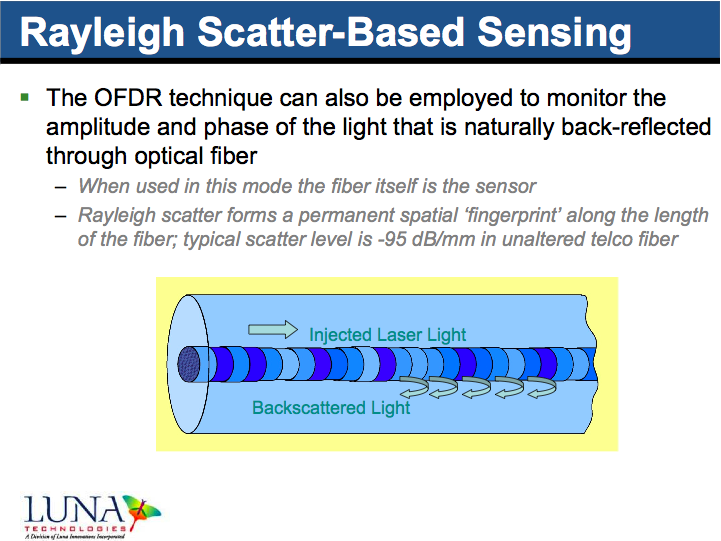 Rayleigh Scatter-Based Sensing
The OFDR technique can also be employed to monitor the
amplitude and phase of the light that is naturally back-reflected
through optical fiber
– When used in this mode the fiber itself is the sensor
– Rayleigh scatter forms a permanent spatial ‘fingerprint’ along the length
of the fiber; typical scatter level is -95 dB/mm in unaltered telco fiber
Injected Laser Light
Backscattered Light
LUNA
TECHNOLOGIES
A Division of Luna Innovations Incorporated